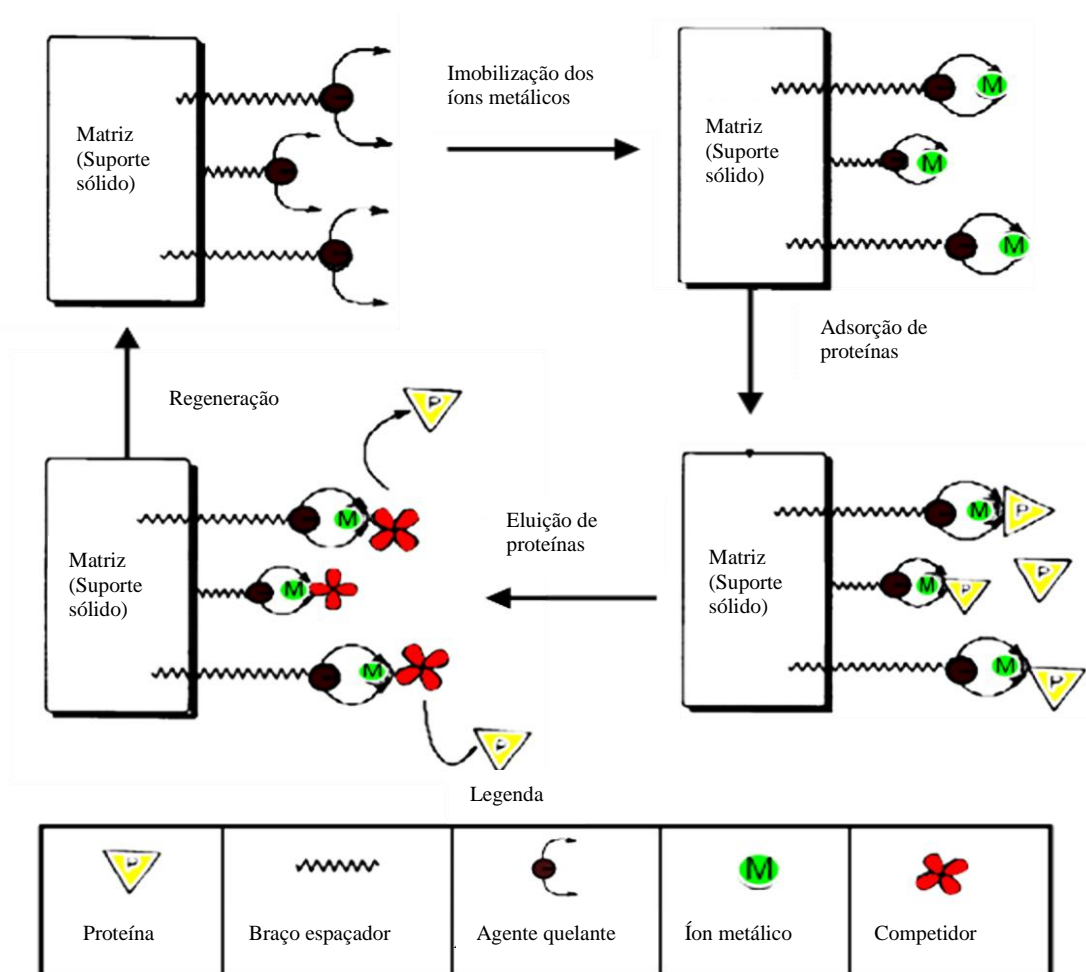 Imobilização dos
íons metálicos
Matriz
(Suporte
sólido)
M
M
M
Matriz
(Suporte
sólido)
Adsorção de
proteínas
Regeneração
P
Matriz
(Suporte
sólido)
M
M
M
P
Eluição de
proteínas
Matriz
(Suporte
sólido)
M
P
M
P
P
M
P
Legenda
P
M
Proteína
Braço espaçador
Agente quelante
Íon metálico
Competidor